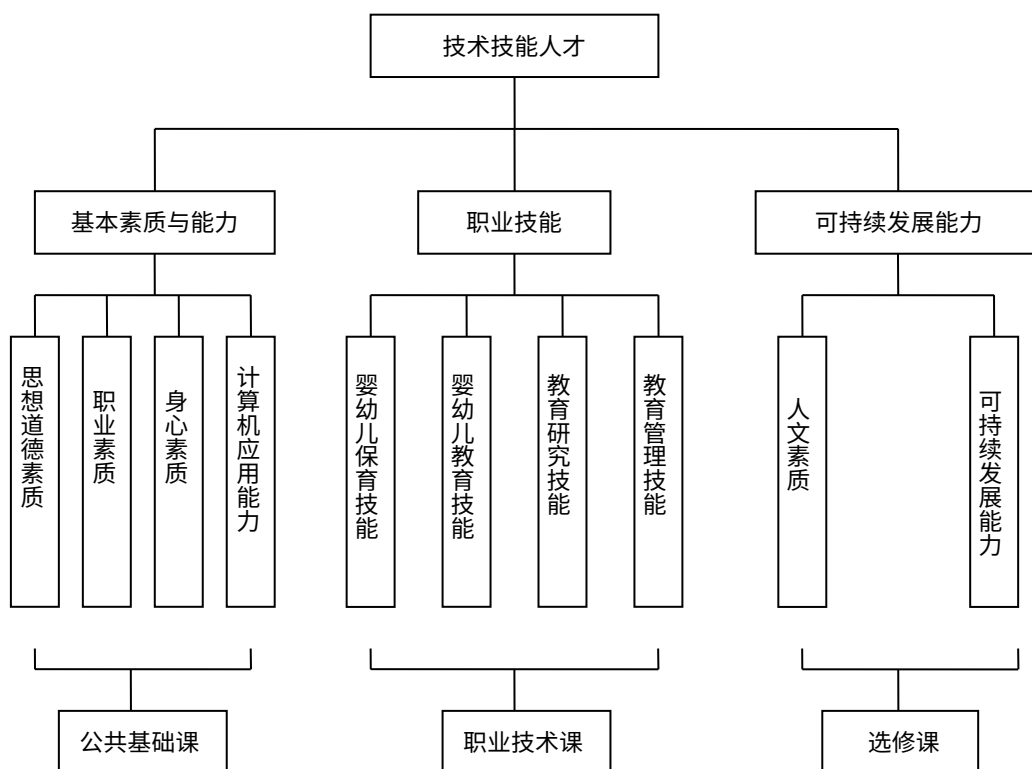 技术技能人才
基本素质与能力
职业技能
可持续发展能力
思想道德素质
职业素质
身心素质
计算机应用能力
婴幼儿保育技能
婴幼儿教育技能
教育研究技能
教育管理技能
人文素质
可持续发展能力
公共基础课
职业技术课
选修课